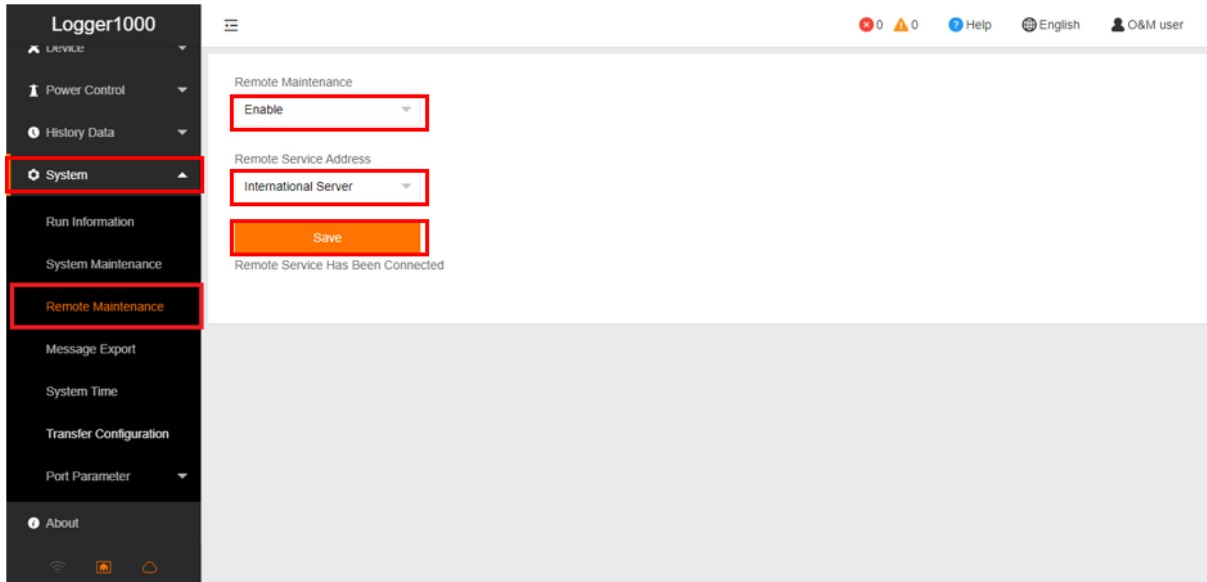 Logger1000
0 0 Help English O&M user
Device
Power Control
History Data
System
Run Information
System Maintenance
Remote Maintenance
Message Export
System Time
Transfer Configuration
Port Parameter
About
Remote Maintenance
Enable
Remote Service Address
International Server
Save
Remote Service Has Been Connected